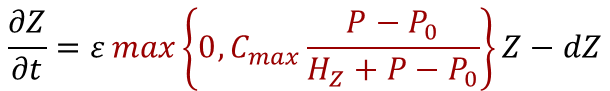 ∂Z/∂t = ε max {0, C_max (P − P_0)/(H_Z + P − P_0)} Z − dZ